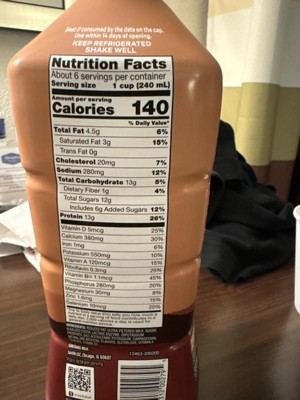 Best if consumed by the date on the cap.
Use within 14 days of opening.
KEEP REFRIGERATED
SHAKE WELL
Nutrition Facts
About 6 servings per container
Serving size 1 cup (240 mL)
Amount per serving
Calories 140
% Daily Value*
Total Fat 4.5g 6%
Saturated Fat 3g 15%
Trans Fat 0g
Cholesterol 20mg 7%
Sodium 280mg 12%
Total Carbohydrate 13g 5%
Dietary Fiber 1g 4%
Total Sugars 12g
Includes 6g Added Sugars 12%
Protein 13g 26%
Vitamin D 5mcg 25%
Calcium 380mg 30%
Iron 1mg 6%
Potassium 550mg 10%
Vitamin A 120mcg 15%
Riboflavin 0.3mg 25%
Vitamin B12 1.1mcg 45%
Phosphorus 280mg 20%
Magnesium 30mg 8%
Zinc 1.6mg 15%
Selenium 10mcg 20%